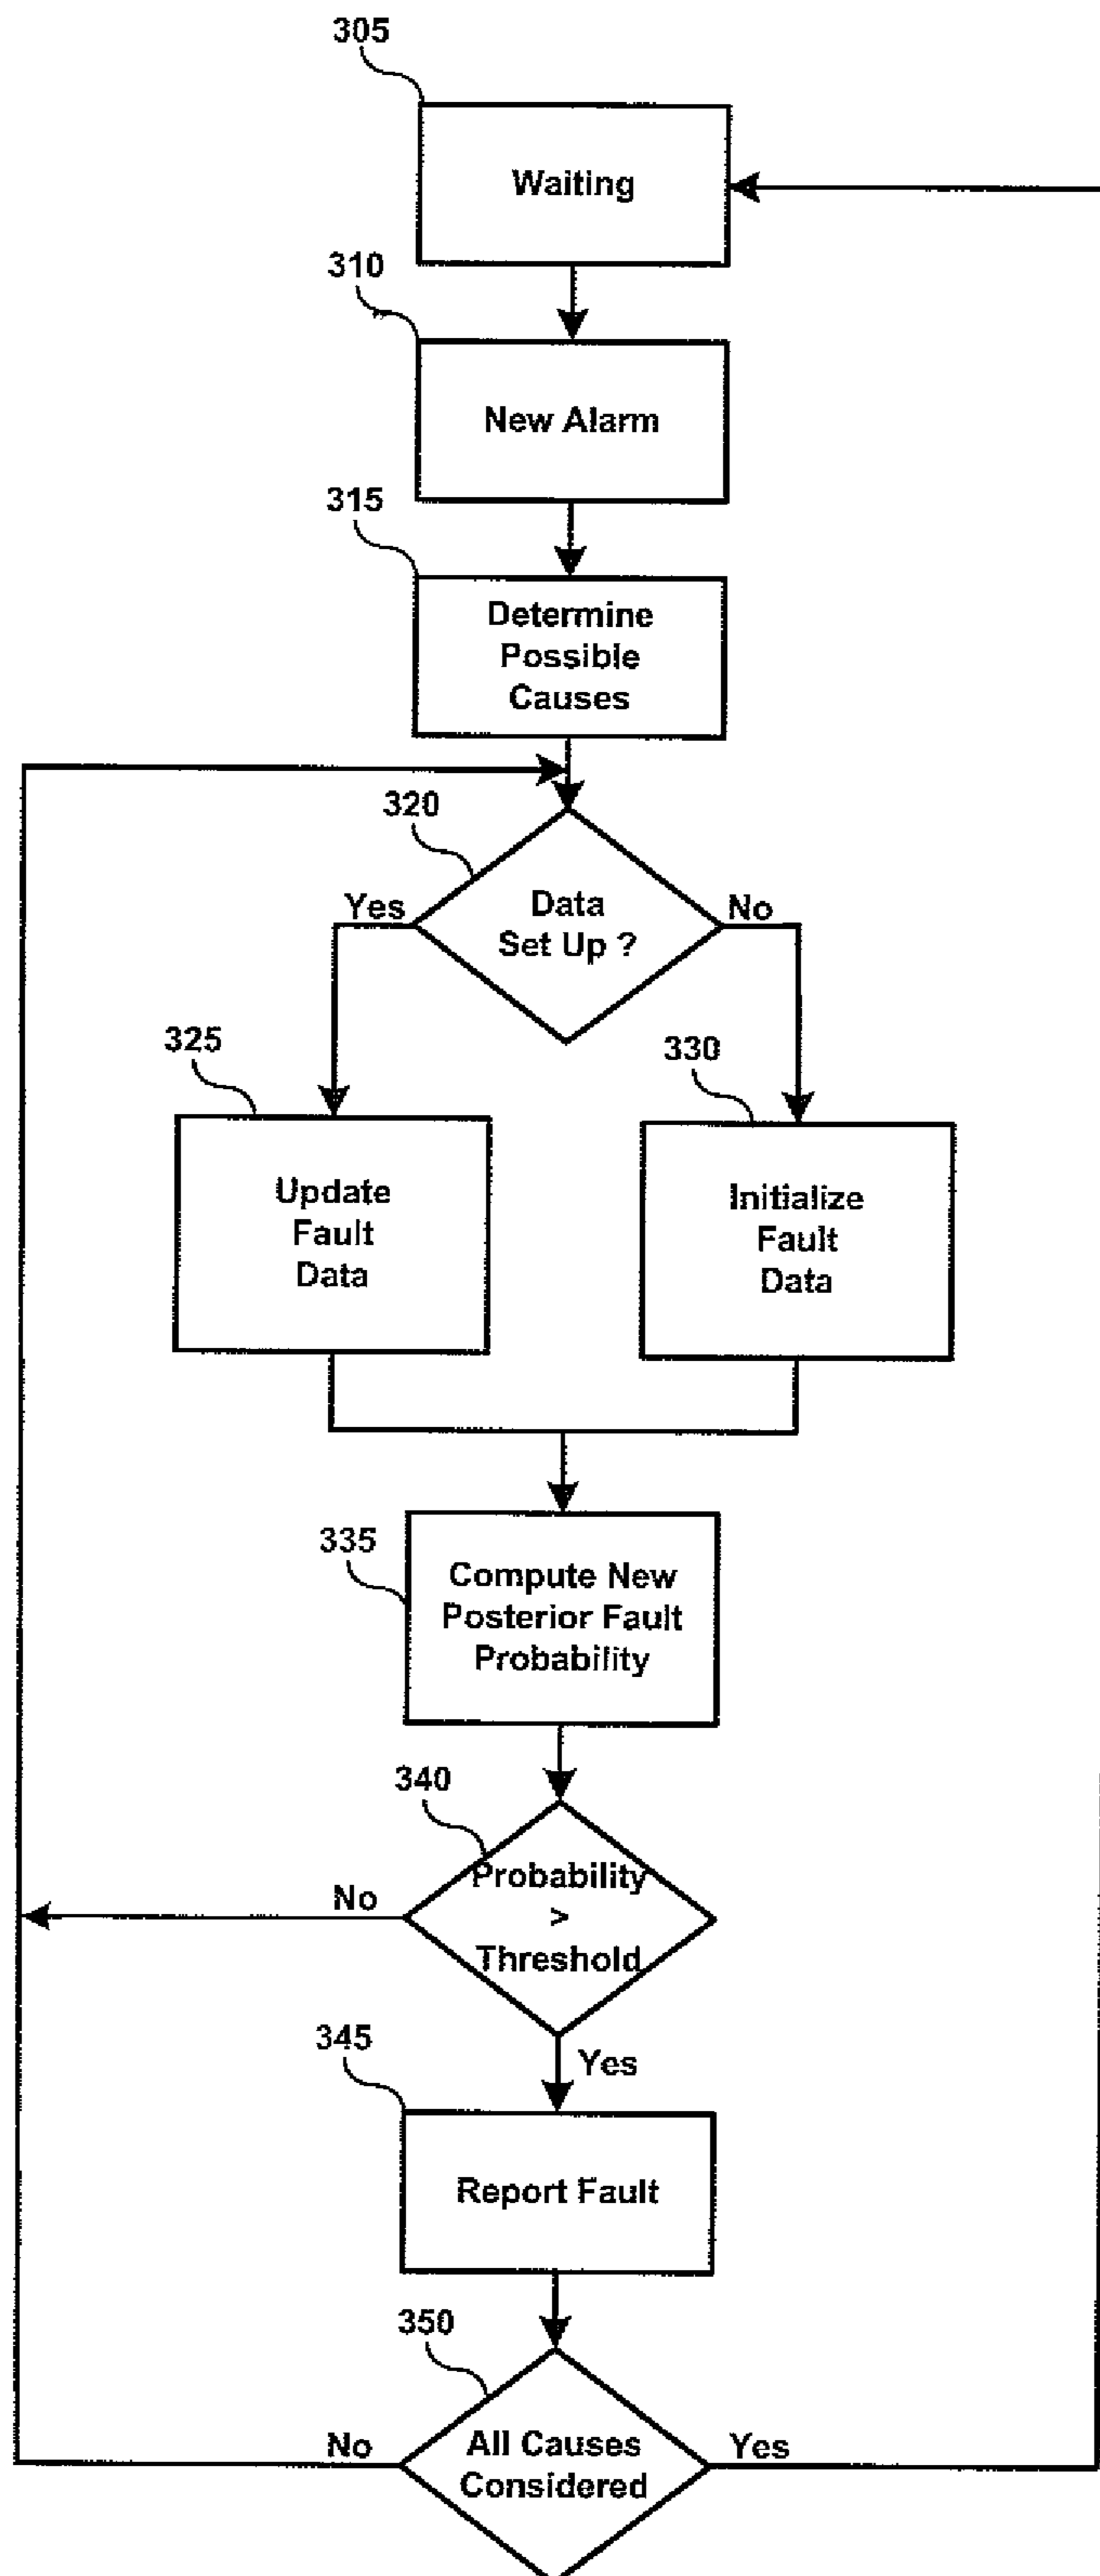 305
Waiting
310
New Alarm
315
Determine
Possible
Causes
320
Yes
Data
Set Up ?
No
325
330
Update
Fault
Data
Initialize
Fault
Data
335
Compute New
Posterior Fault
Probability
340
No
Probability
>
Threshold
345
Yes
Report Fault
350
No
All Causes
Considered
Yes